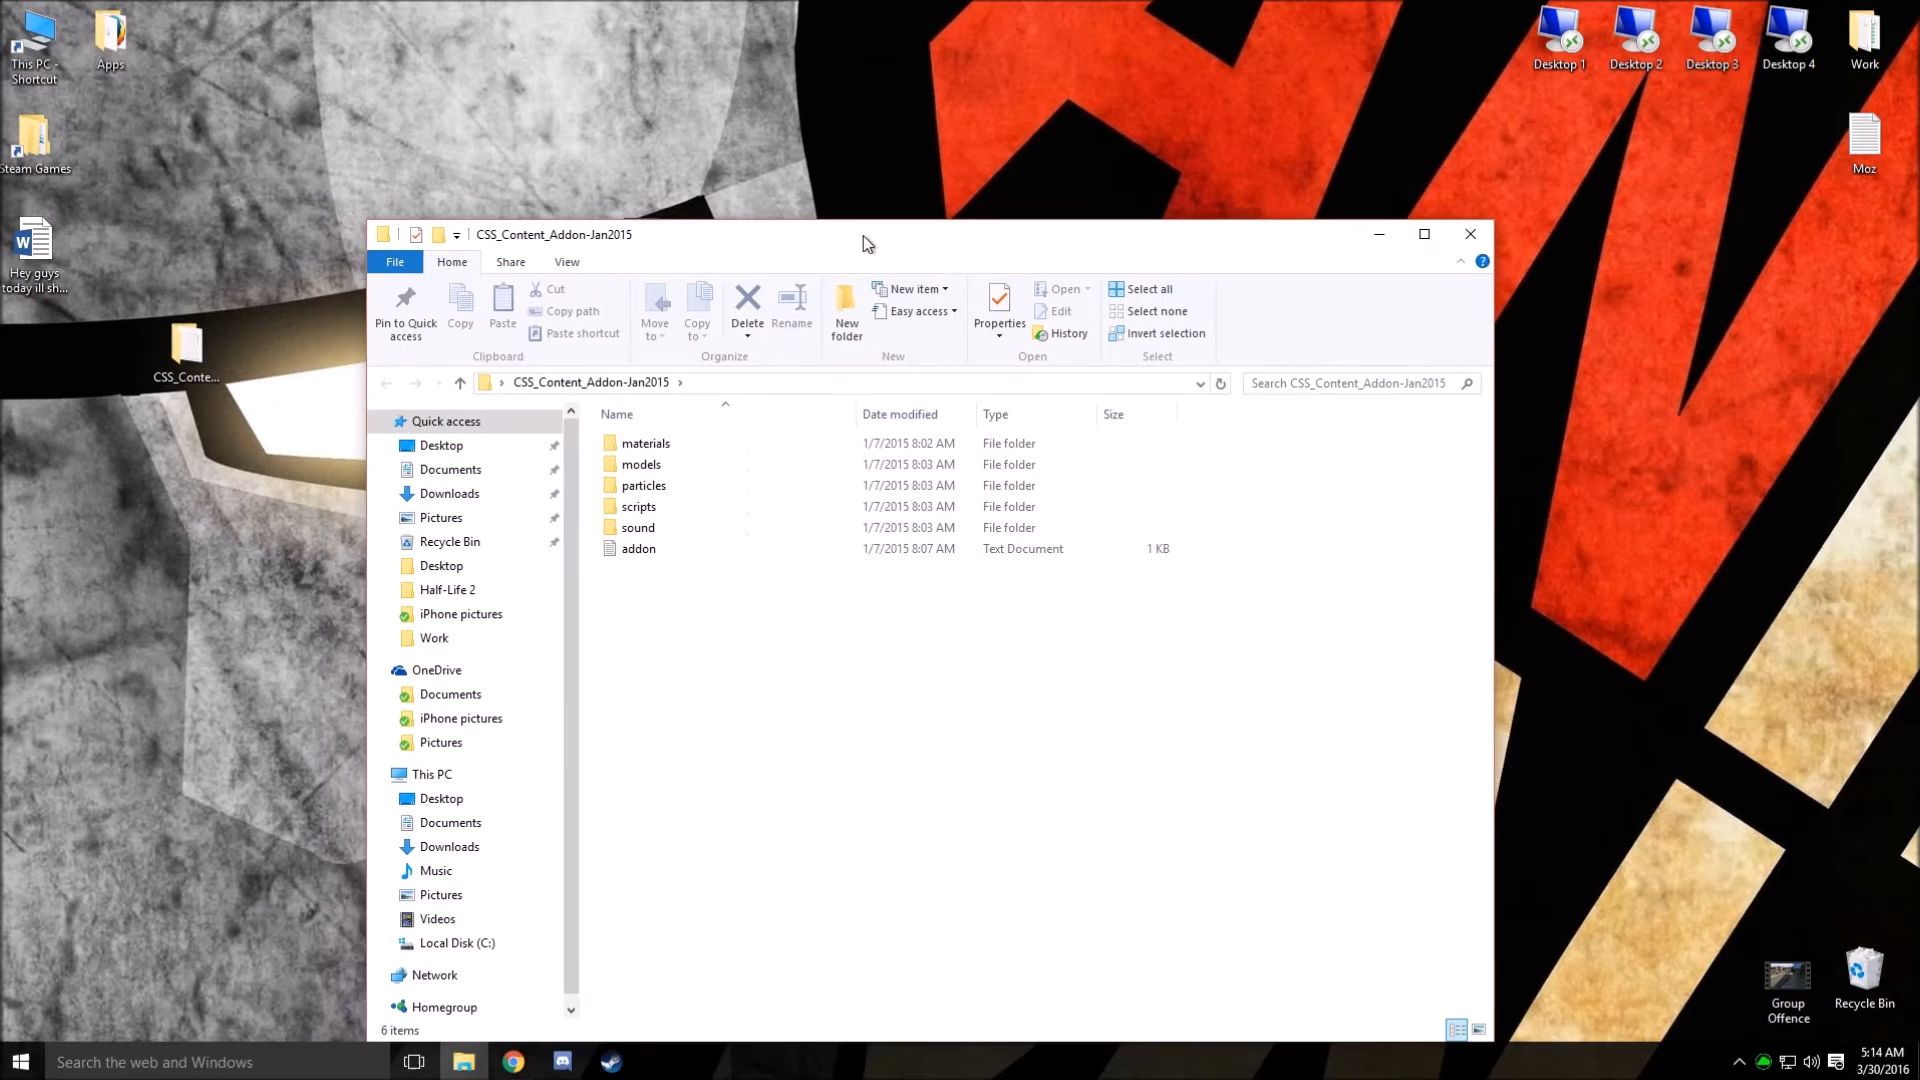 This PC -
Shortcut
Apps
Steam Games
Hey guys
today ill sh...
CSS_Conte...
Desktop 1
Desktop 2
Desktop 3
Desktop 4
Work
Moz
CSS_Content_Addon-Jan2015
File
Home
Share
View
Pin to Quick
access
Copy
Paste
Cut
Copy path
Paste shortcut
Clipboard
Move
to
Copy
to
Delete
Rename
Organize
New
folder
New item
Easy access
New
Properties
Open
Edit
History
Open
Select all
Select none
Invert selection
Select
CSS_Content_Addon-Jan2015
Search CSS_Content_Addon-Jan2015
Name Date modified Type Size
materials 1/7/2015 8:02 AM File folder
models 1/7/2015 8:03 AM File folder
particles 1/7/2015 8:03 AM File folder
scripts 1/7/2015 8:03 AM File folder
sound 1/7/2015 8:03 AM File folder
addon 1/7/2015 8:07 AM Text Document 1 KB
Quick access
Desktop
Documents
Downloads
Pictures
Recycle Bin
Desktop
Half-Life 2
iPhone pictures
Work
OneDrive
Documents
iPhone pictures
Pictures
This PC
Desktop
Documents
Downloads
Music
Pictures
Videos
Local Disk (C:)
Network
Homegroup
6 items
Group
Offence
Recycle Bin
Search the web and Windows
5:14 AM
3/30/2016